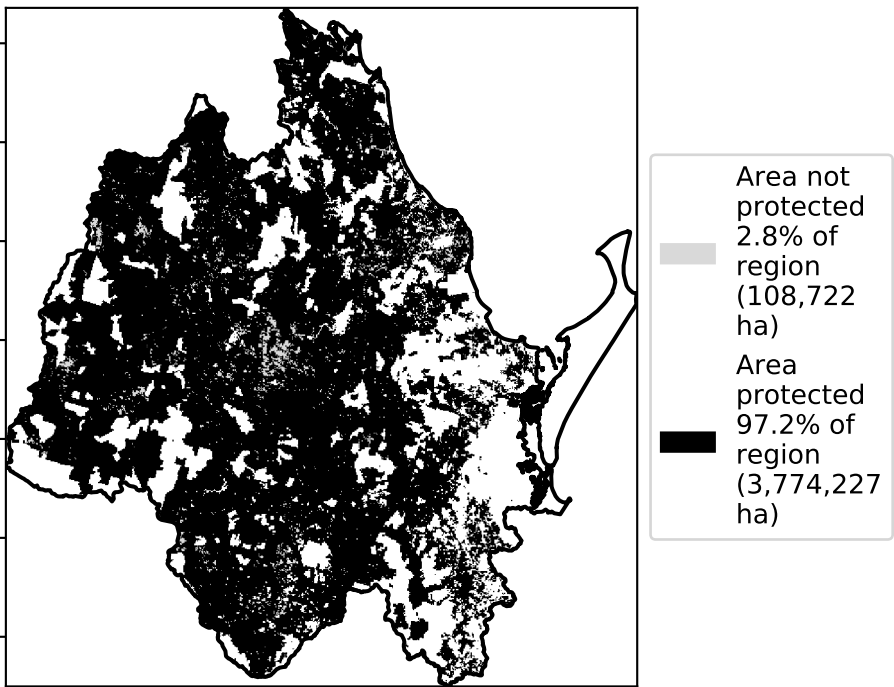 Area not
protected
2.8% of
region
(108,722
ha)
Area
protected
97.2% of
region
(3,774,227
ha)